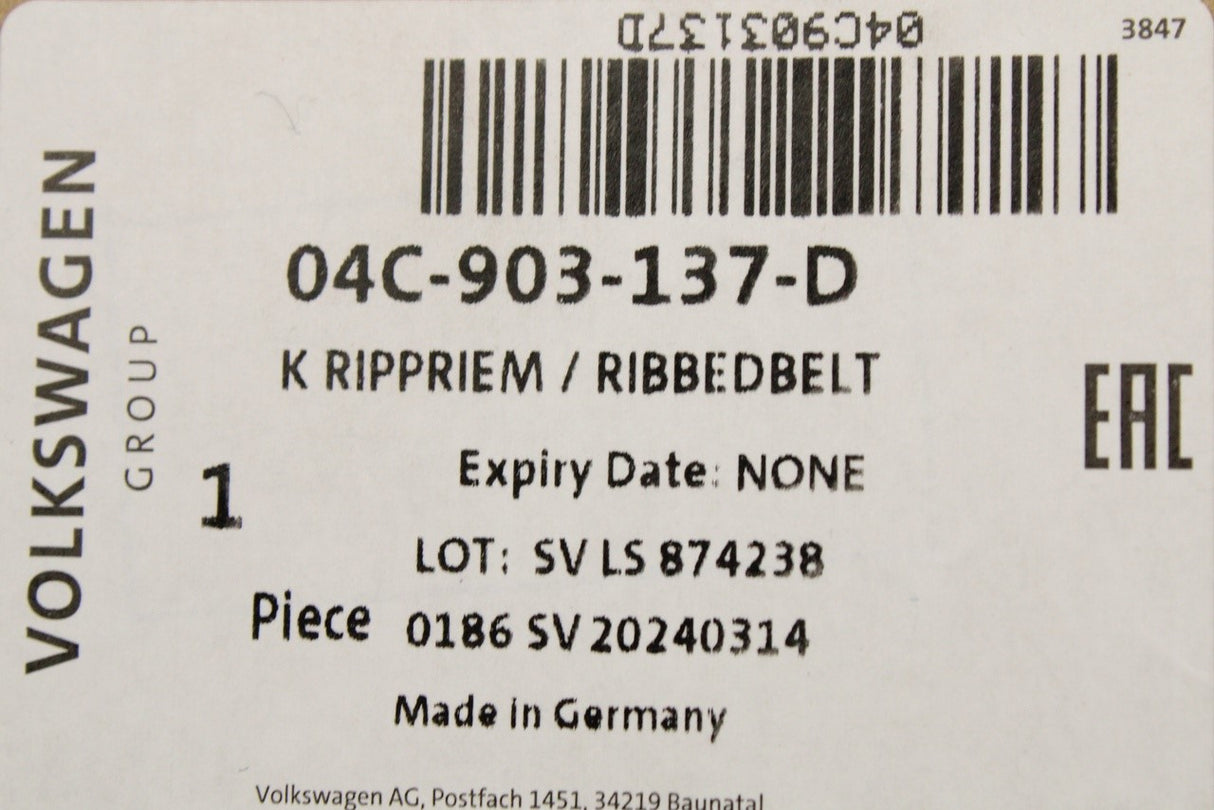 04C903137D
3847
04C-903-137-D
K RIPPRIEM / RIBBEDBELT
EAC
Expiry Date: NONE
1
LOT: SV LS 874238
Piece
0186 SV 20240314
Made in Germany
Volkswagen AG, Postfach 1451, 34219 Baunatal
VOLKSWAGEN
GROUP